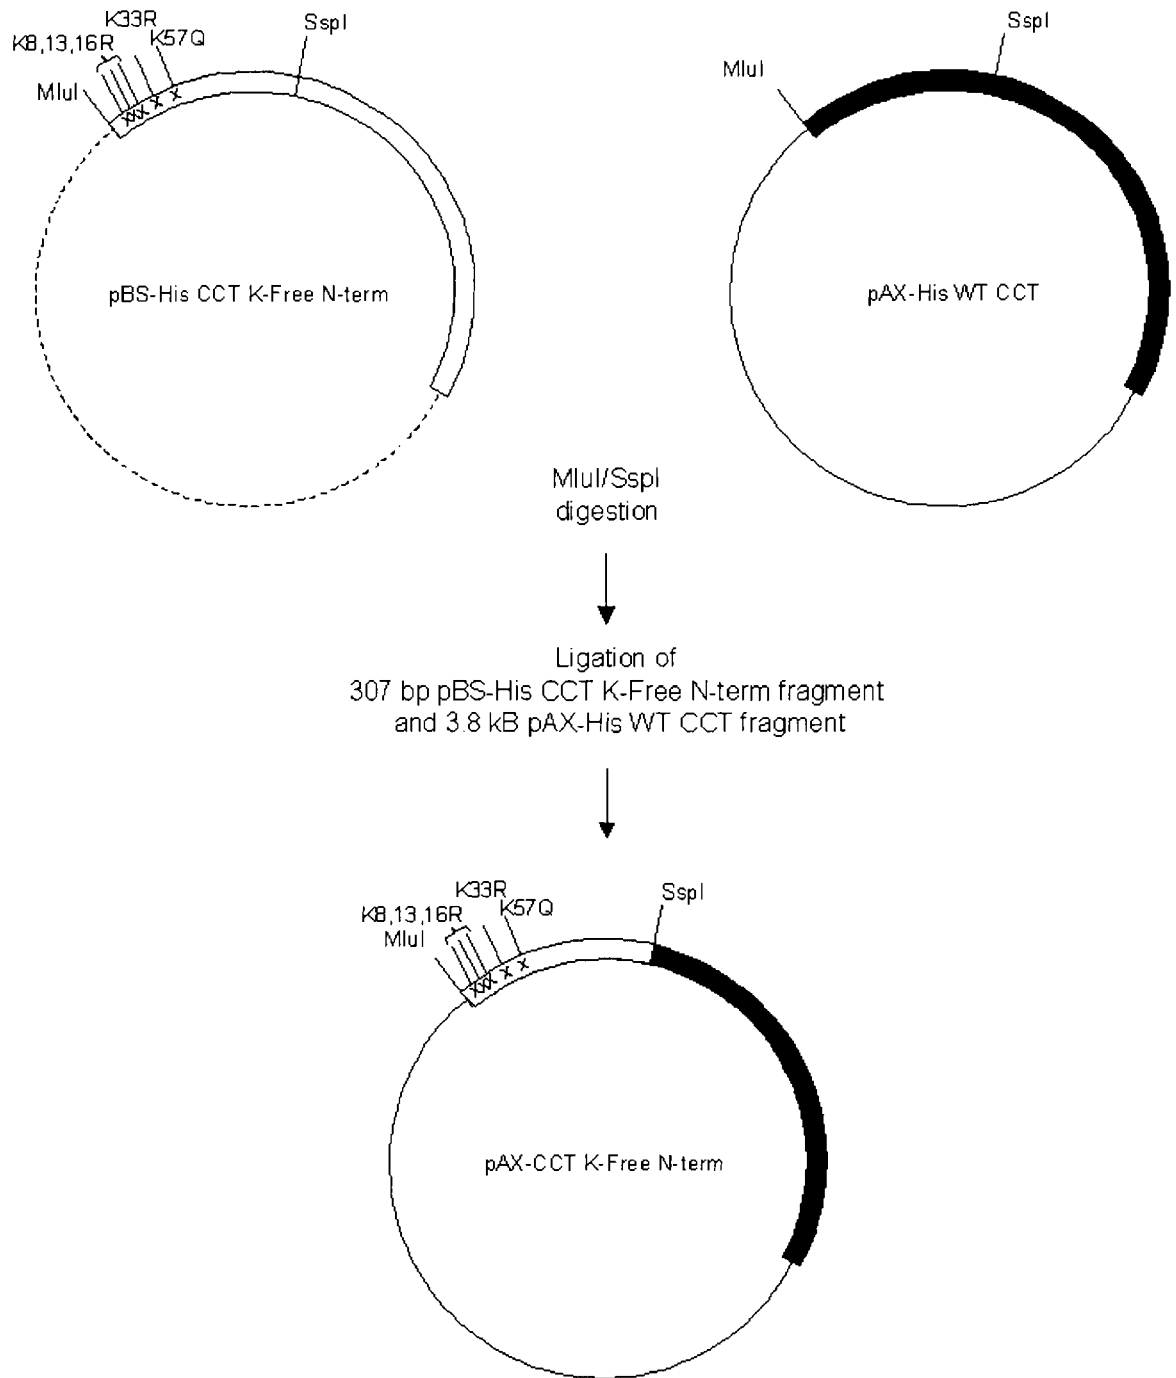 K33R
SspI
K8,13,16R
K57Q
MluI
SspI
MluI
pBS-His CCT K-Free N-term
pAX-His WT CCT
MluI/SspI
digestion
Ligation of
307 bp pBS-His CCT K-Free N-term fragment
and 3.8 kB pAX-His WT CCT fragment
K33R
SspI
K8,13,16R
K57Q
MluI
pAX-CCT K-Free N-term